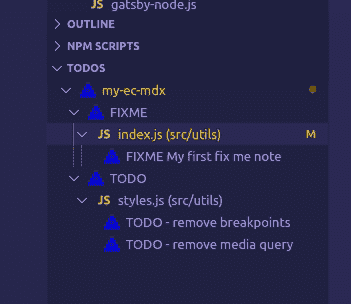 JS gatsby-node.js
OUTLINE
NPM SCRIPTS
TODOS
my-ec-mdx
FIXME
JS index.js (src/utils) M
FIXME My first fix me note
TODO
JS styles.js (src/utils)
TODO - remove breakpoints
TODO - remove media query